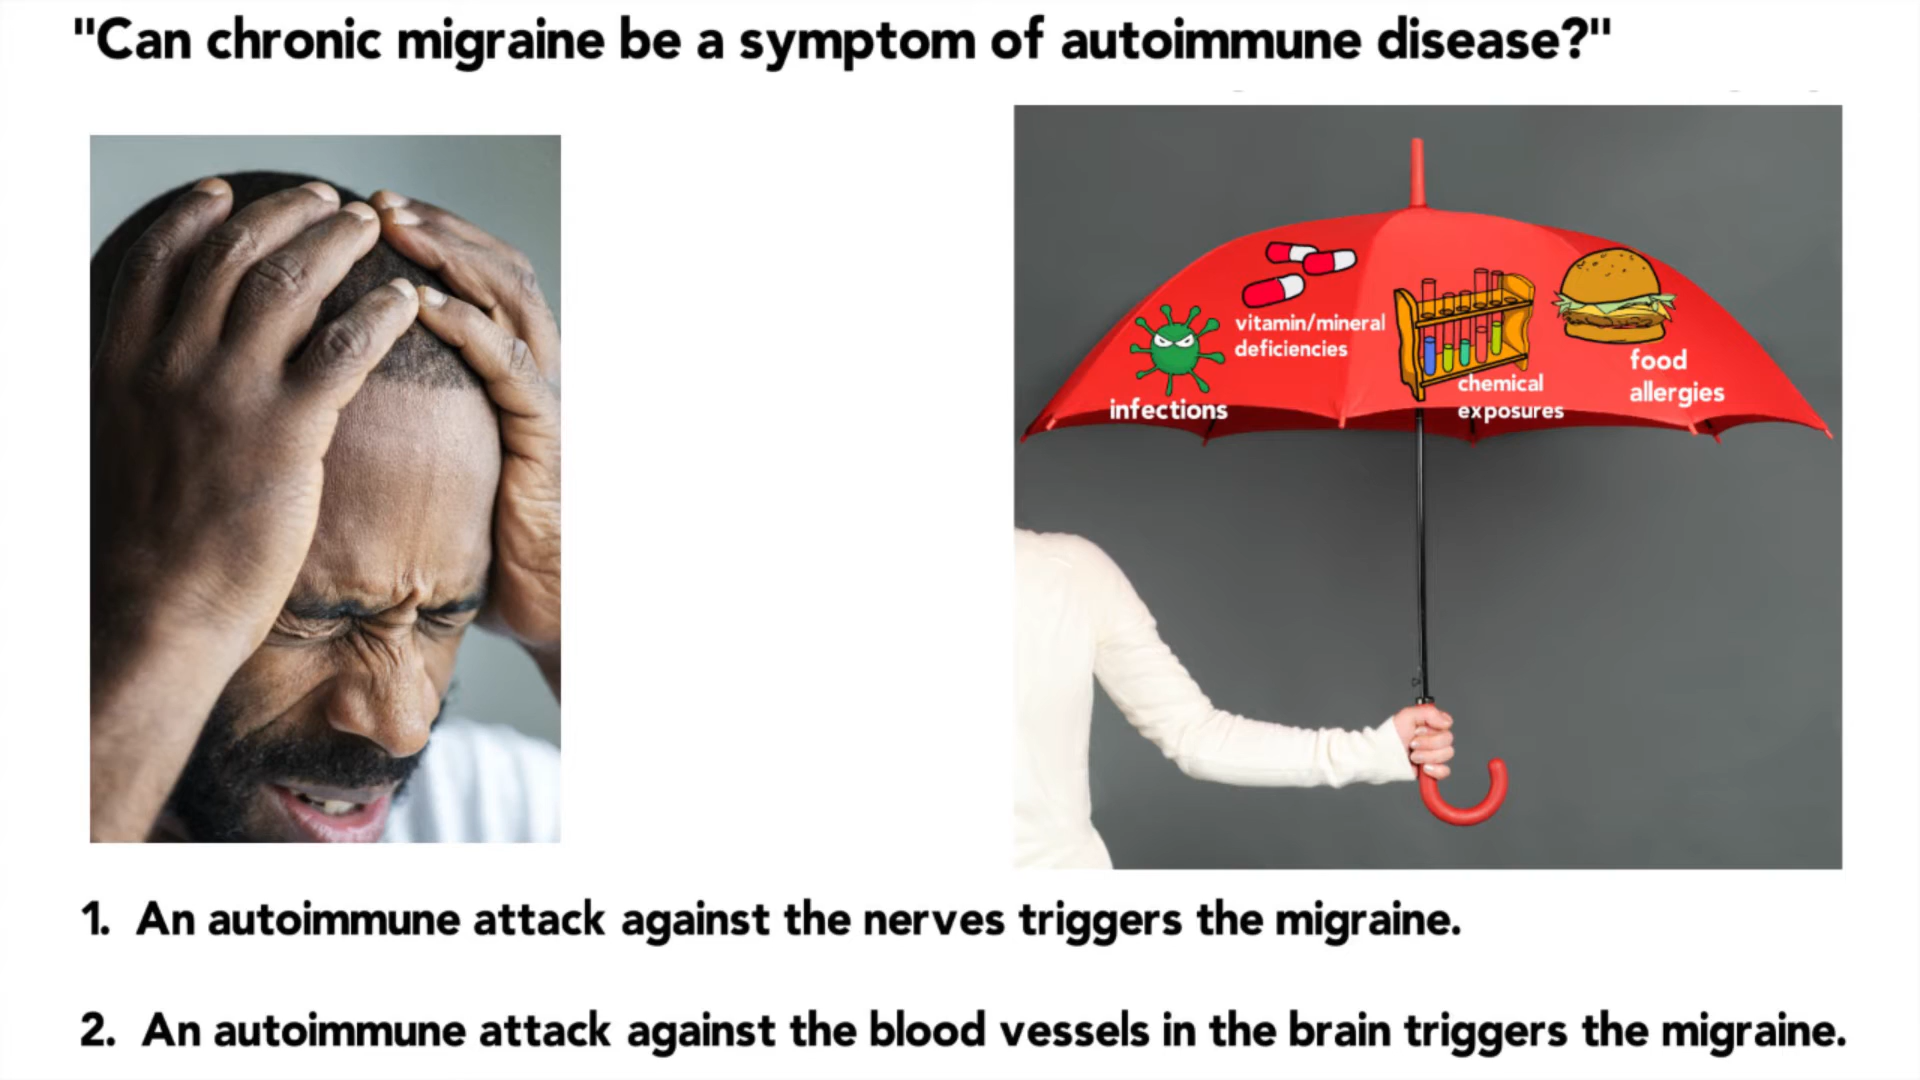 "Can chronic migraine be a symptom of autoimmune disease?"
infections
vitamin/mineral
deficiencies
chemical
exposures
food
allergies
1. An autoimmune attack against the nerves triggers the migraine.
2. An autoimmune attack against the blood vessels in the brain triggers the migraine.